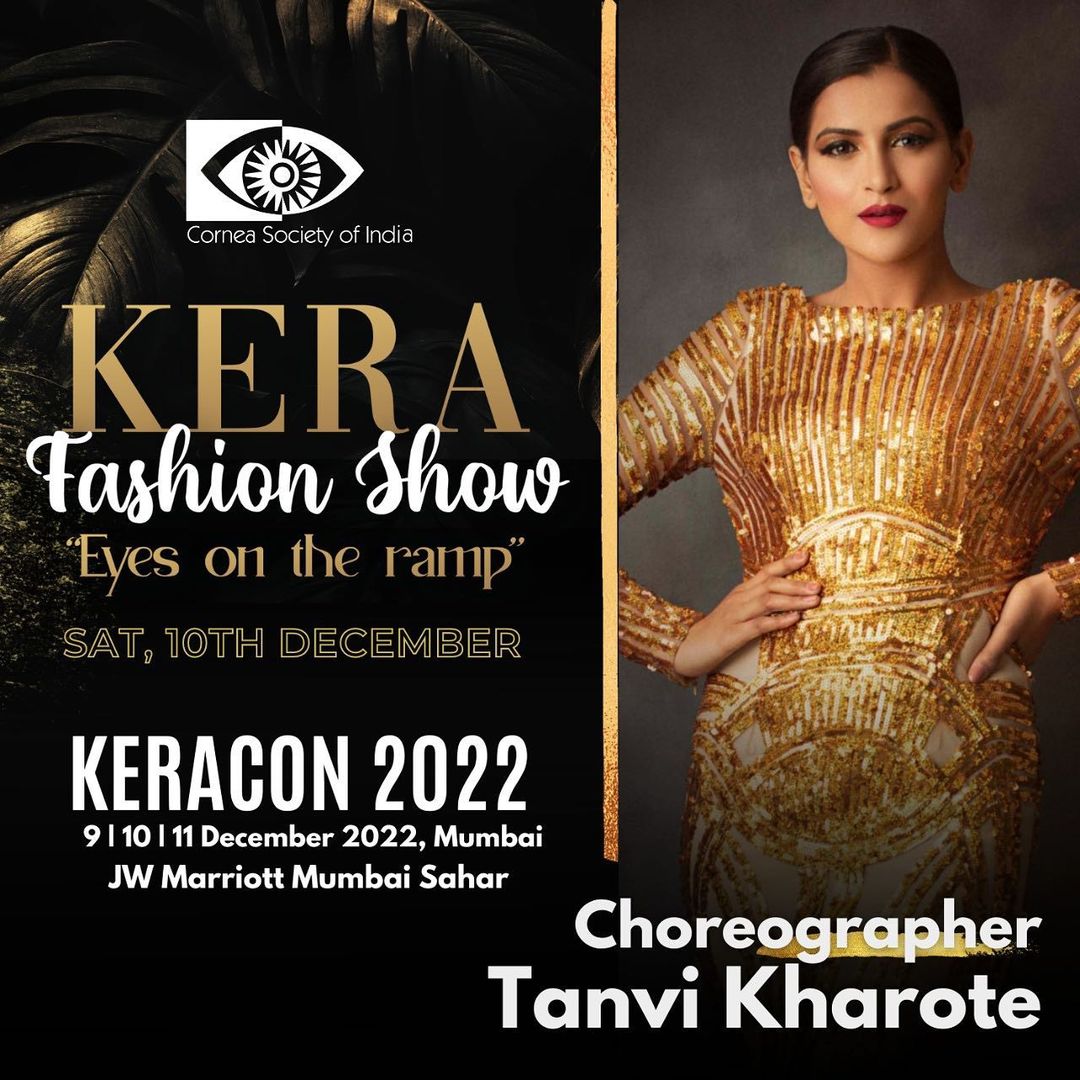 Cornea Society of India
KERA
Fashion Show
“Eyes on the ramp”
SAT, 10TH DECEMBER
KERACON 2022
9 | 10 | 11 December 2022, Mumbai
JW Marriott Mumbai Sahar
Choreographer
Tanvi Kharote